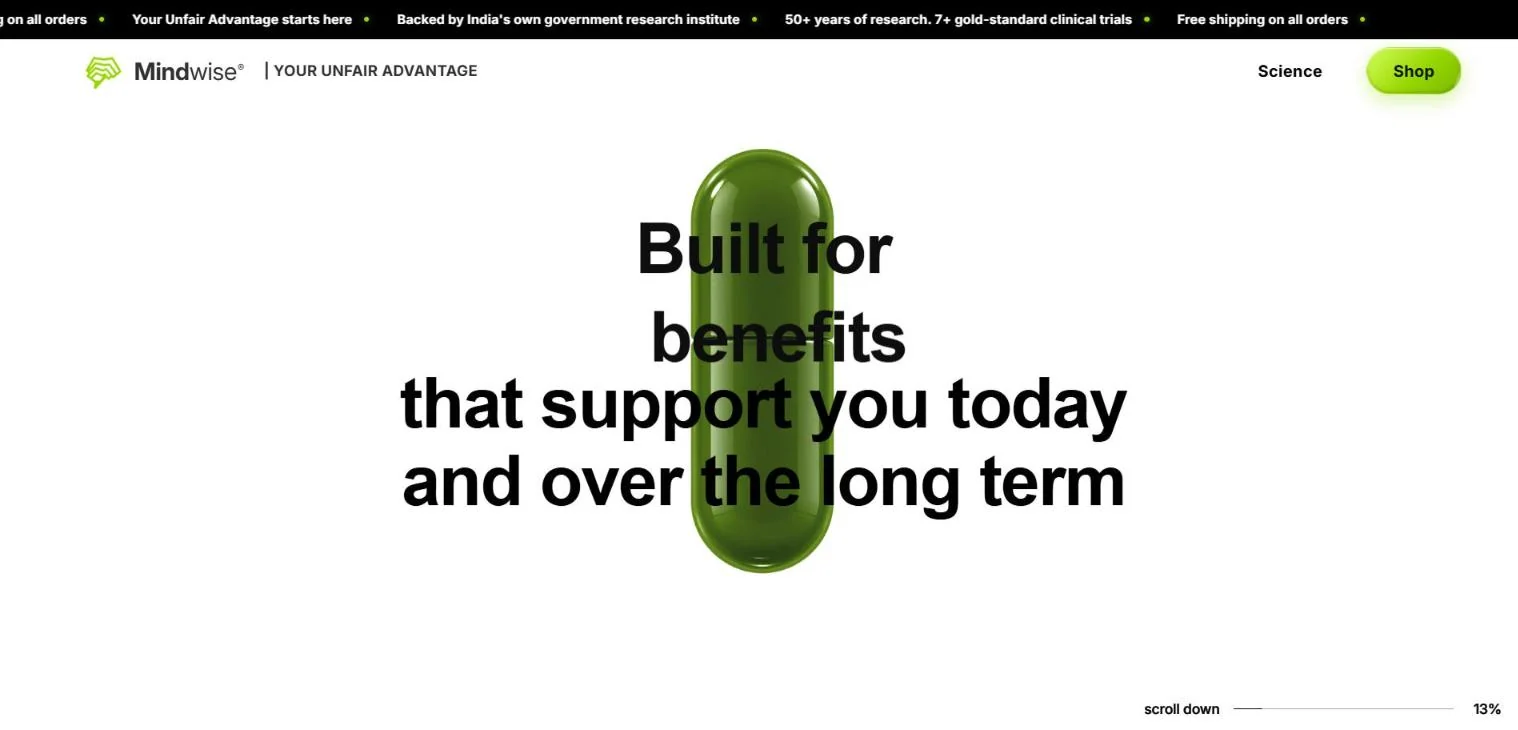 on all orders • Your Unfair Advantage starts here • Backed by India's own government research institute • 50+ years of research. 7+ gold-standard clinical trials • Free shipping on all orders •
Mindwise® | YOUR UNFAIR ADVANTAGE
Science
Shop
Built for
benefits
that support you today
and over the long term
scroll down
13%